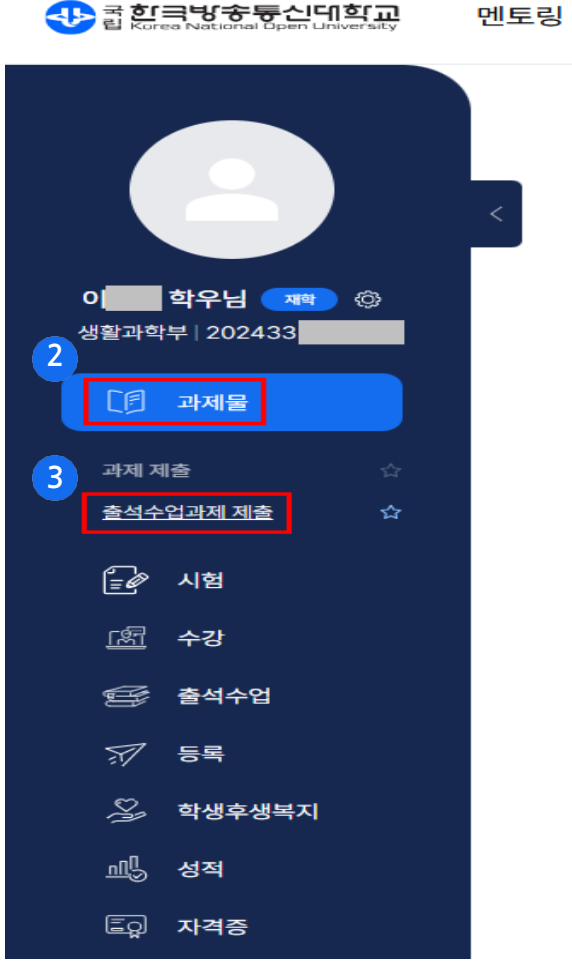 국립 한국방송통신대학교 멘토링
Korea National Open University
<
이 학우님 재학
생활과학부 | 202433
2
과제물
3
과제 제출
출석수업과제 제출
시험
수강
출석수업
등록
학생후생복지
성적
자격증